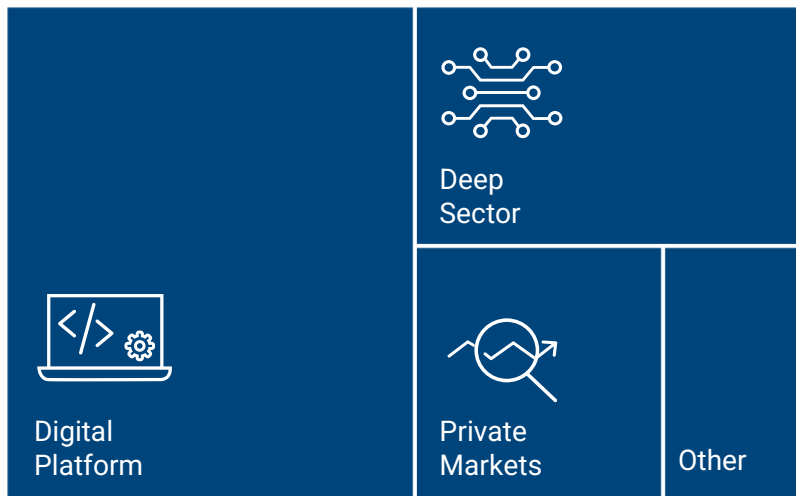 Deep
Sector
Digital
Platform
Private
Markets
Other